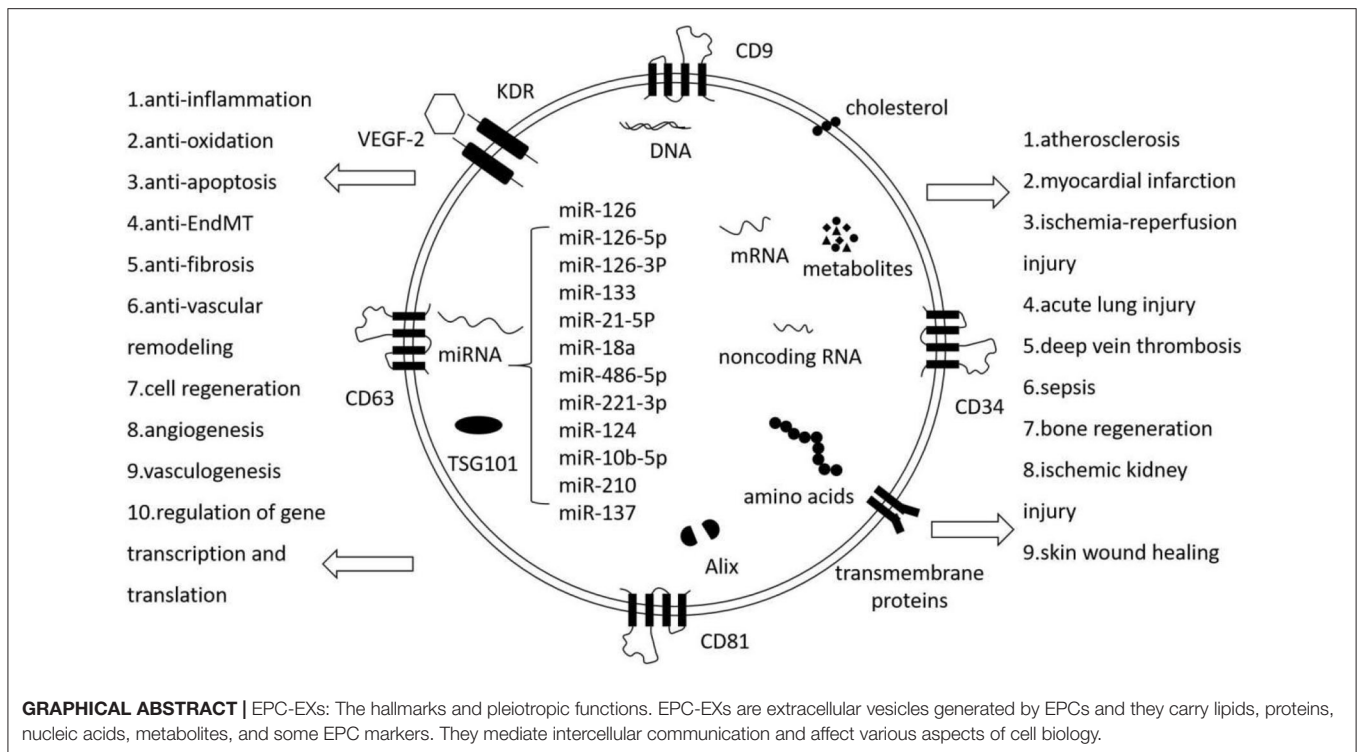 1.anti-inflammation
2.anti-oxidation
3.anti-apoptosis
4.anti-EndMT
5.anti-fibrosis
6.anti-vascular
remodeling
7.cell regeneration
8.angiogenesis
9.vasculogenesis
10.regulation of gene
transcription and
translation
KDR
VEGF-2
CD9
cholesterol
DNA
miR-126
miR-126-5p
miR-126-3P
miR-133
miR-21-5P
miR-18a
miR-486-5p
miR-221-3p
miR-124
miR-10b-5p
miR-210
miR-137
mRNA
metabolites
miRNA
noncoding RNA
CD63
CD34
TSG101
amino acids
Alix
transmembrane
proteins
CD81
1.atherosclerosis
2.myocardial infarction
3.ischemia-reperfusion
injury
4.acute lung injury
5.deep vein thrombosis
6.sepsis
7.bone regeneration
8.ischemic kidney
injury
9.skin wound healing
GRAPHICAL ABSTRACT | EPC-EXs: The hallmarks and pleiotropic functions. EPC-EXs are extracellular vesicles generated by EPCs and they carry lipids, proteins,
nucleic acids, metabolites, and some EPC markers. They mediate intercellular communication and affect various aspects of cell biology.